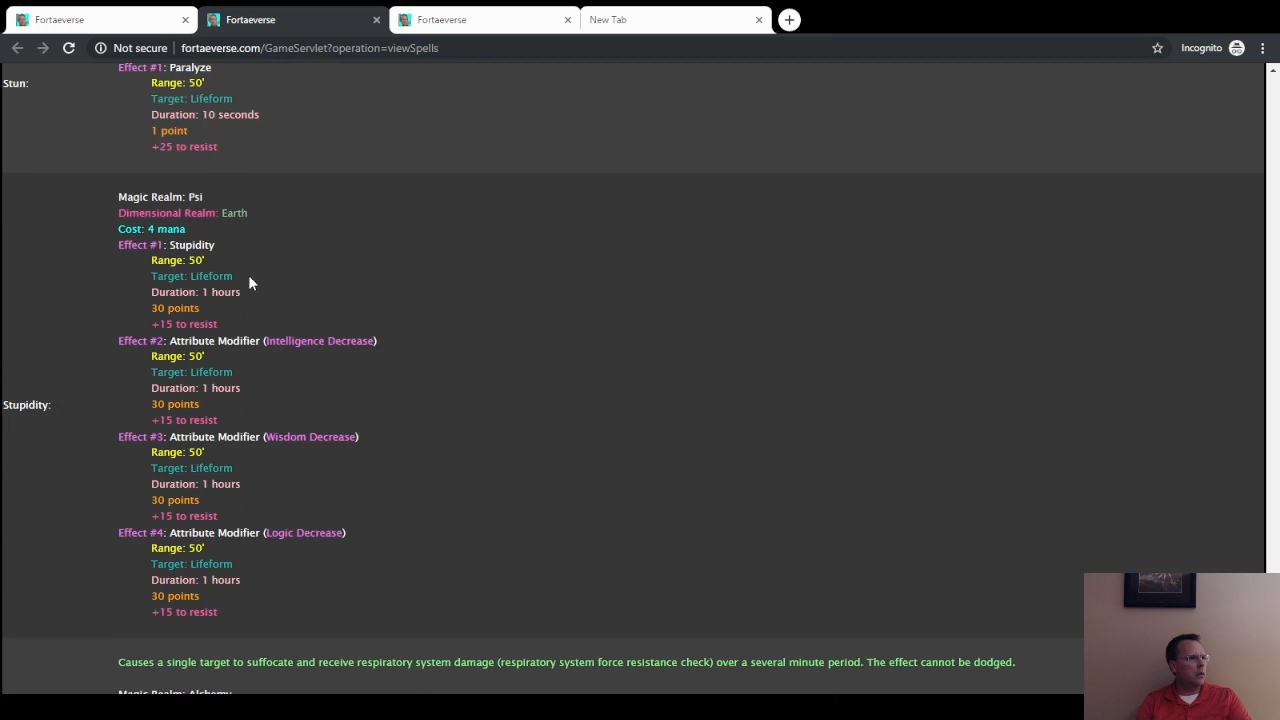 Fortaeverse
Fortaeverse
Fortaeverse
New Tab
Not secure fortaeverse.com/GameServlet?operation=viewSpells
Incognito
Effect #1: Paralyze
Stun:
Range: 50'
Target: Lifeform
Duration: 10 seconds
1 point
+25 to resist
Magic Realm: Psi
Dimensional Realm: Earth
Cost: 4 mana
Effect #1: Stupidity
Range: 50'
Target: Lifeform
Duration: 1 hours
30 points
+15 to resist
Effect #2: Attribute Modifier (Intelligence Decrease)
Range: 50'
Target: Lifeform
Duration: 1 hours
30 points
Stupidity:
+15 to resist
Effect #3: Attribute Modifier (Wisdom Decrease)
Range: 50'
Target: Lifeform
Duration: 1 hours
30 points
+15 to resist
Effect #4: Attribute Modifier (Logic Decrease)
Range: 50'
Target: Lifeform
Duration: 1 hours
30 points
+15 to resist
Causes a single target to suffocate and receive respiratory system damage (respiratory system force resistance check) over a several minute period. The effect cannot be dodged.
Magic Realm: Alchemy